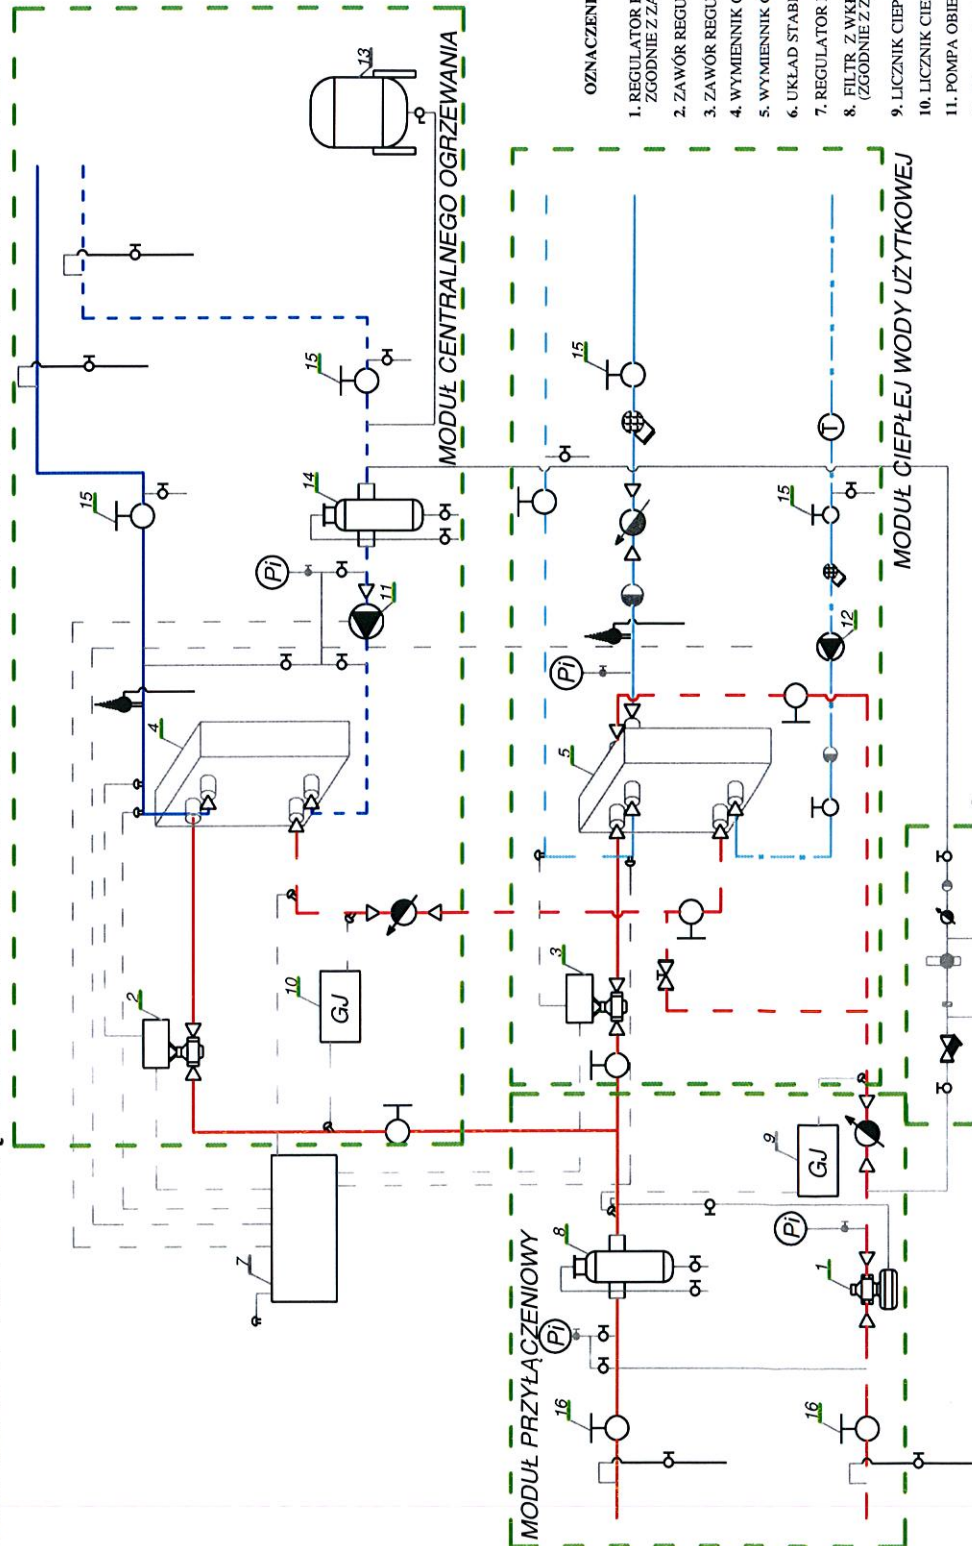 MODUŁ CENTRALNEGO OGRZEWANIA
13
15
15
14
Pi
11
4
2
10
GJ
7
MODUŁ CIEPŁEJ WODY UŻYTKOWEJ
15
15
T
12
Pi
5
3
MODUŁ PRZYŁĄCZENIOWY
9
GJ
8
Pi
1
Pi
16
16
OZNACZENI
1. REGULATOR
ZGODNIE Z ZA
2. ZAWÓR REGU
3. ZAWÓR REGU
4. WYMIENNIK
5. WYMIENNIK
6. UKŁAD STABI
7. REGULATOR
8. FILTR Z WK
(ZGODNIE Z Z
9. LICZNIK CIEP
10. LICZNIK CIE
11. POMPA OBIE